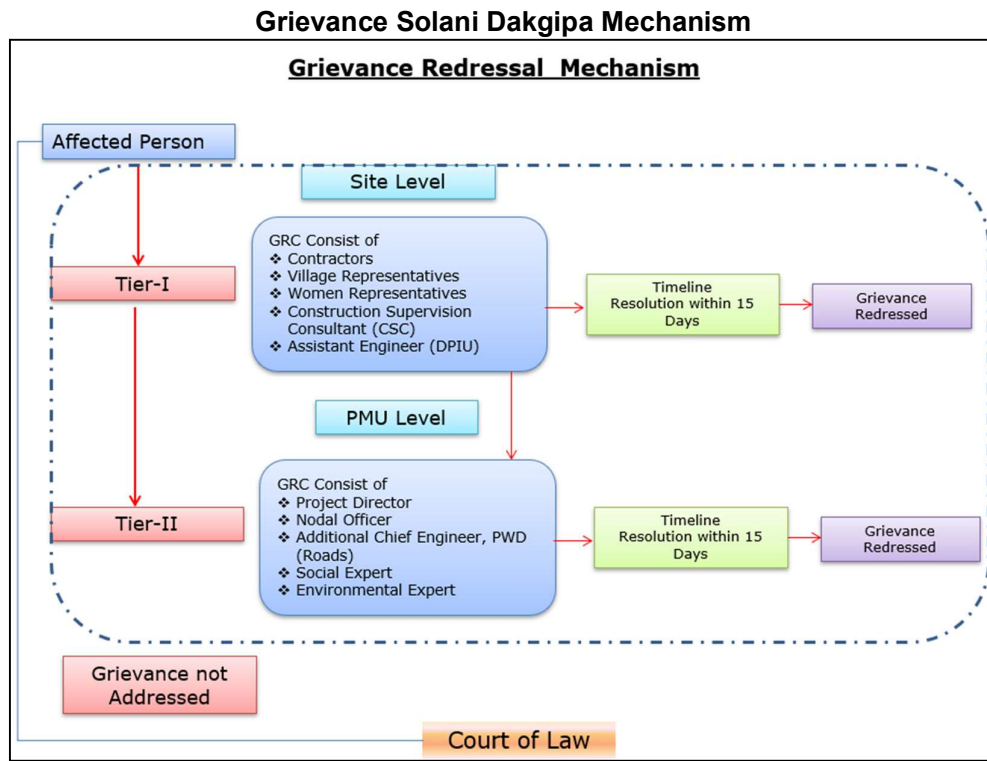 Grievance Solani Dakgipa Mechanism
Grievance Redressal Mechanism
Affected Person
Site Level
GRC Consist of
❖ Contractors
❖ Village Representatives
❖ Women Representatives
❖ Construction Supervision
Consultant (CSC)
❖ Assistant Engineer (DPIU)
Tier-I
Timeline
Resolution within 15
Days
Grievance
Redressed
PMU Level
GRC Consist of
❖ Project Director
❖ Nodal Officer
❖ Additional Chief Engineer, PWD
(Roads)
❖ Social Expert
❖ Environmental Expert
Tier-II
Timeline
Resolution within 15
Days
Grievance
Redressed
Grievance not
Addressed
Court of Law